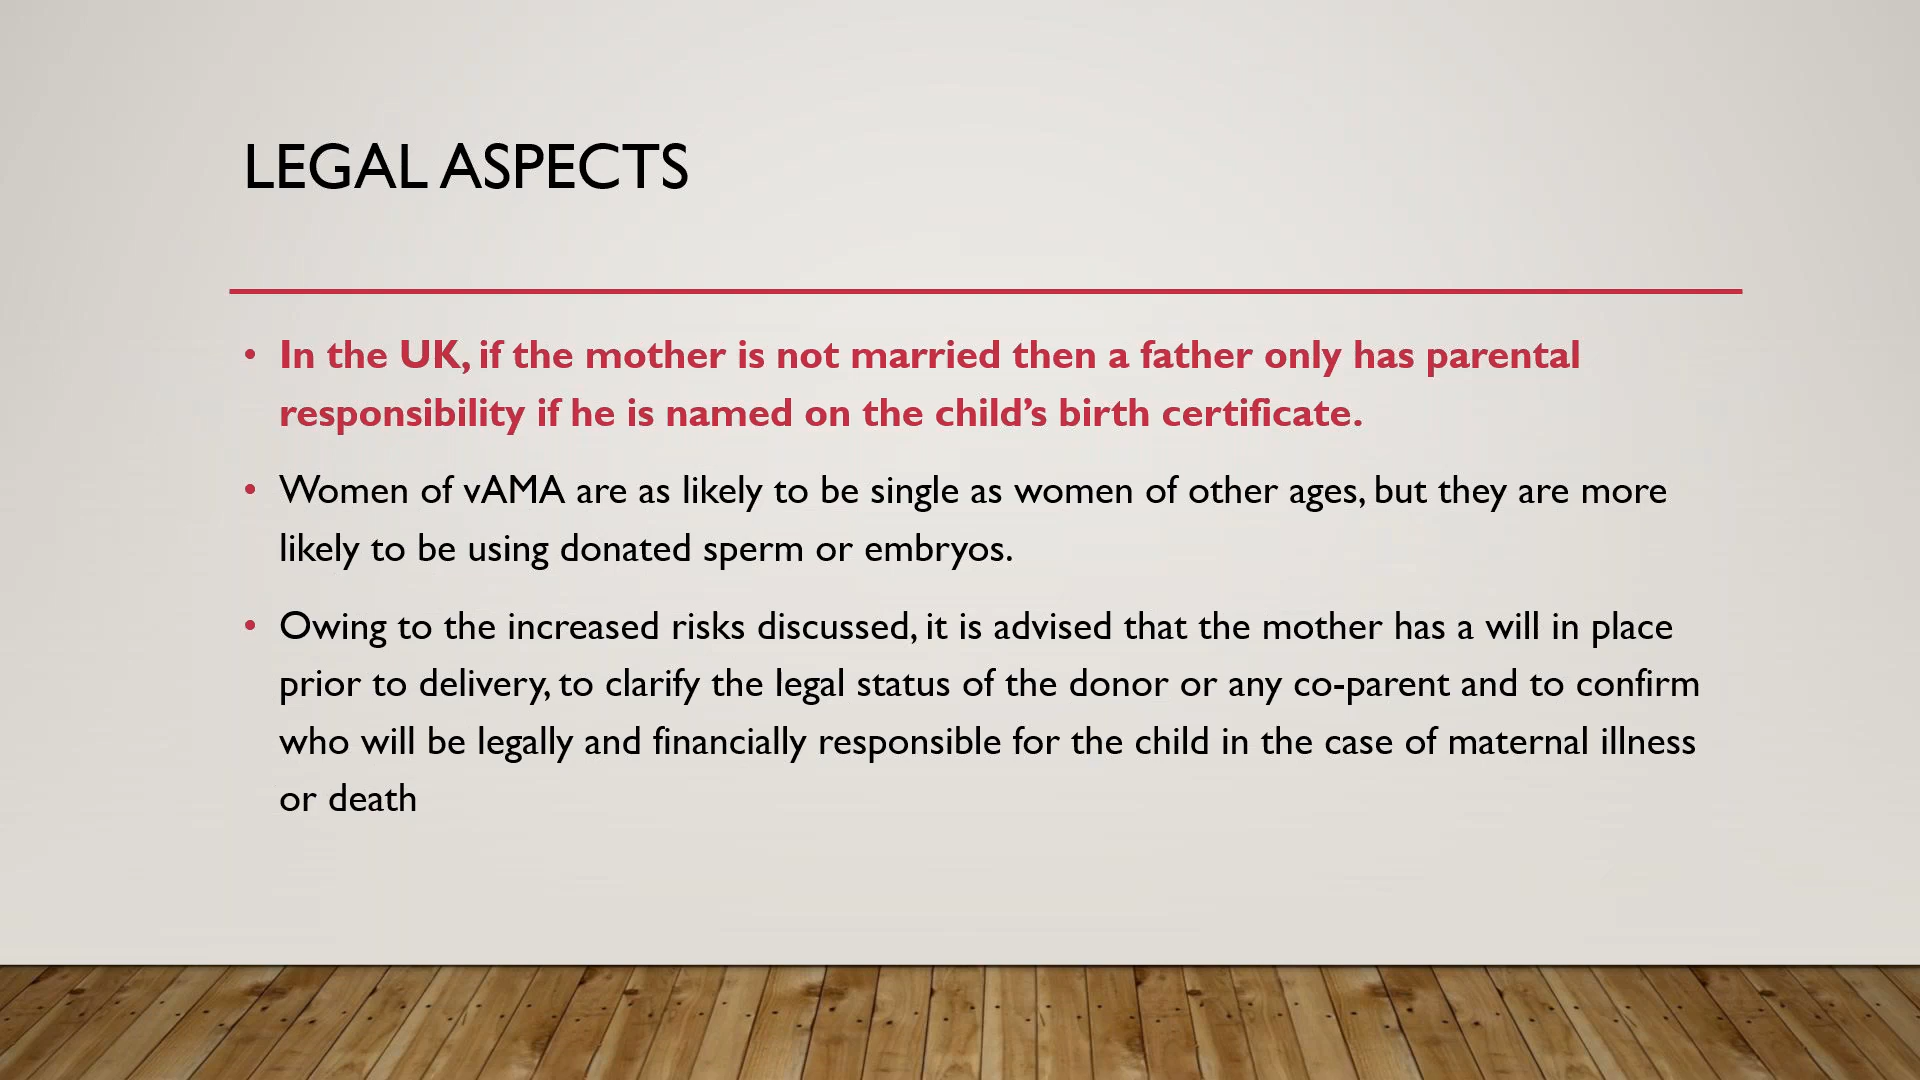 LEGAL ASPECTS
• In the UK, if the mother is not married then a father only has parental
responsibility if he is named on the child’s birth certificate.
• Women of vAMA are as likely to be single as women of other ages, but they are more
likely to be using donated sperm or embryos.
• Owing to the increased risks discussed, it is advised that the mother has a will in place
prior to delivery, to clarify the legal status of the donor or any co-parent and to confirm
who will be legally and financially responsible for the child in the case of maternal illness
or death